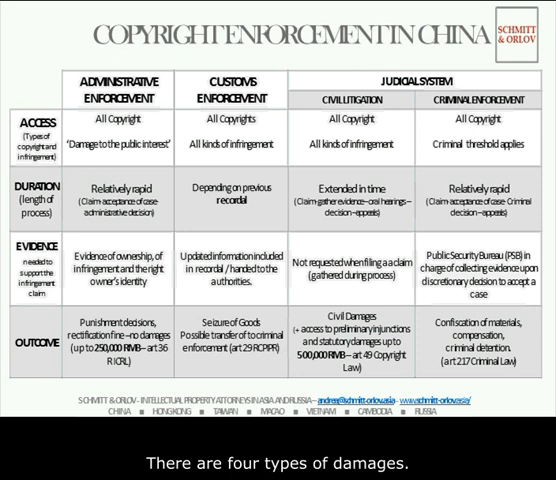 COPYRIGHT ENFORCEMENT IN CHINA
SCHMITT
& ORLOV
ADMINISTRATIVE
ENFORCEMENT
CUSTOMS
ENFORCEMENT
JUDICIAL SYSTEM
CIVIL LITIGATION
CRIMINAL ENFORCEMENT
ACCESS
(Types of
copyright and
infringement)
All Copyright
'Damage to the public interest'
All Copyrights
All kinds of infringement
All Copyright
All kinds of infringement
All Copyright
Criminal threshold applies
DURATION
(length of
process)
Relatively rapid
(Claim-acceptance of case-
administrative decision)
Depending on previous
recordal
Extended in time
(Claim-gather evidence–oral hearings–
decision–appeals)
Relatively rapid
(Claim-acceptance of case- Criminal
decision–appeals)
EVIDENCE
needed to
support the
infringement
claim
Evidence of ownership, of
infringement and the right
owner's identity
Updated information included
in recordal / handed to the
authorities.
Not requested when filing a claim
(gathered during process)
Public Security Bureau (PSB) in
charge of collecting evidence upon
discretionary decision to accept a
case
OUTCOME
Punishment decisions,
rectification fine–no damages
(up to 250,000 RMB– art 36
RICRL)
Seizure of Goods
Possible transfer to criminal
enforcement (art 29 RCPIPR)
Civil Damages
(+ access to preliminary injunctions
and statutory damages up to
500,000 RMB– art 49 Copyright
Law)
Confiscation of materials,
compensation,
criminal detention.
(art 217 Criminal Law)
SCHMITT & ORLOV - INTELLECTUAL PROPERTY ATTORNEYS IN ASIA AND RUSSIA – andrea@schmitt-orlov.asia - www.schmitt-orlov.asia/
CHINA ■ HONGKONG ■ TAIWAN ■ MACAO ■ VIETNAM ■ CAMBODIA ■ RUSSIA
There are four types of damages.